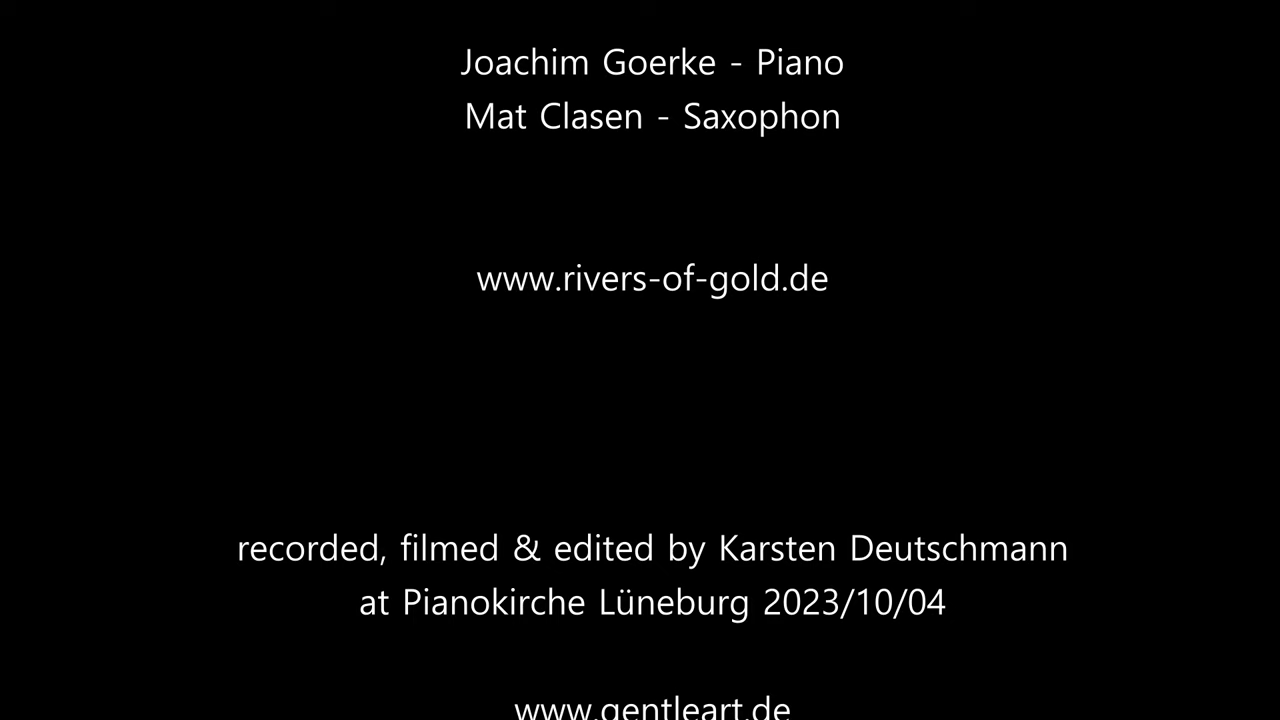 Joachim Goerke - Piano
Mat Clasen - Saxophon
www.rivers-of-gold.de
recorded, filmed & edited by Karsten Deutschmann
at Pianokirche Lüneburg 2023/10/04
www.gentleart.de